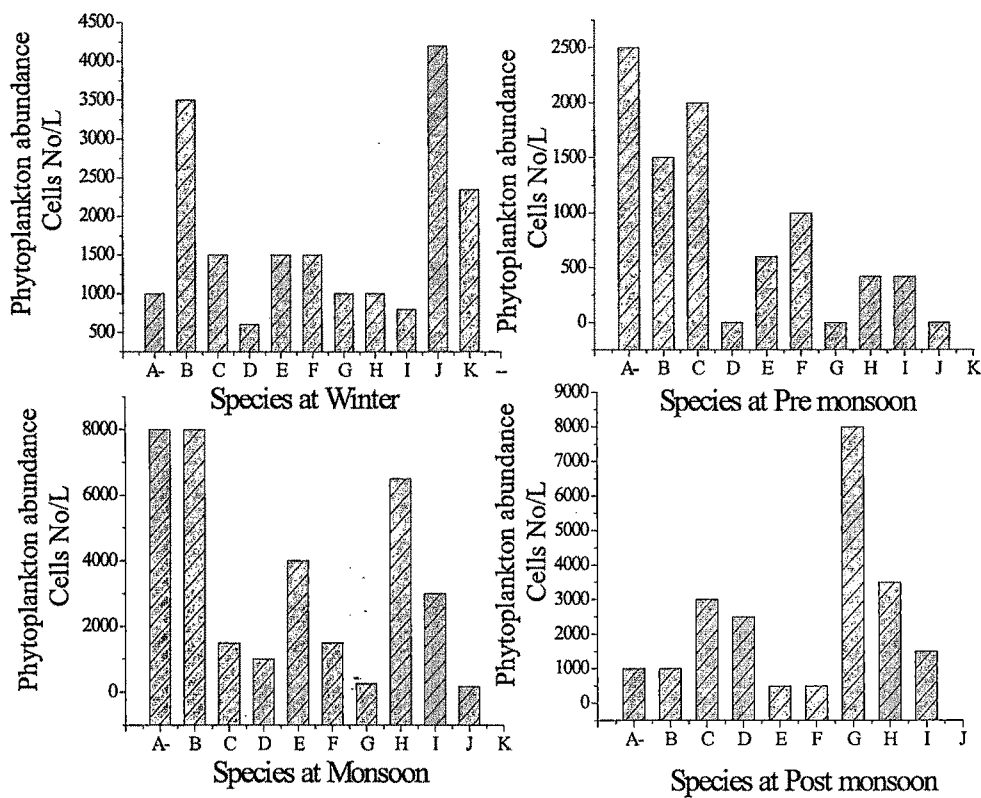 Phytoplankton abundance
Cells No/L
4500
4000
3500
3000
2500
2000
1500
1000
500
A- B C D E F G H I J K –
Species at Winter
Phytoplankton abundance
Cells No/L
2500
2000
1500
1000
500
0
A- B C D E F G H I J K
Species at Pre monsoon
Phytoplankton abundance
Cells No/L
8000
6000
4000
2000
0
A- B C D E F G H I J K
Species at Monsoon
Phytoplankton abundance
Cells No/L
9000
8000
7000
6000
5000
4000
3000
2000
1000
0
A- B C D E F G H I J
Species at Post monsoon